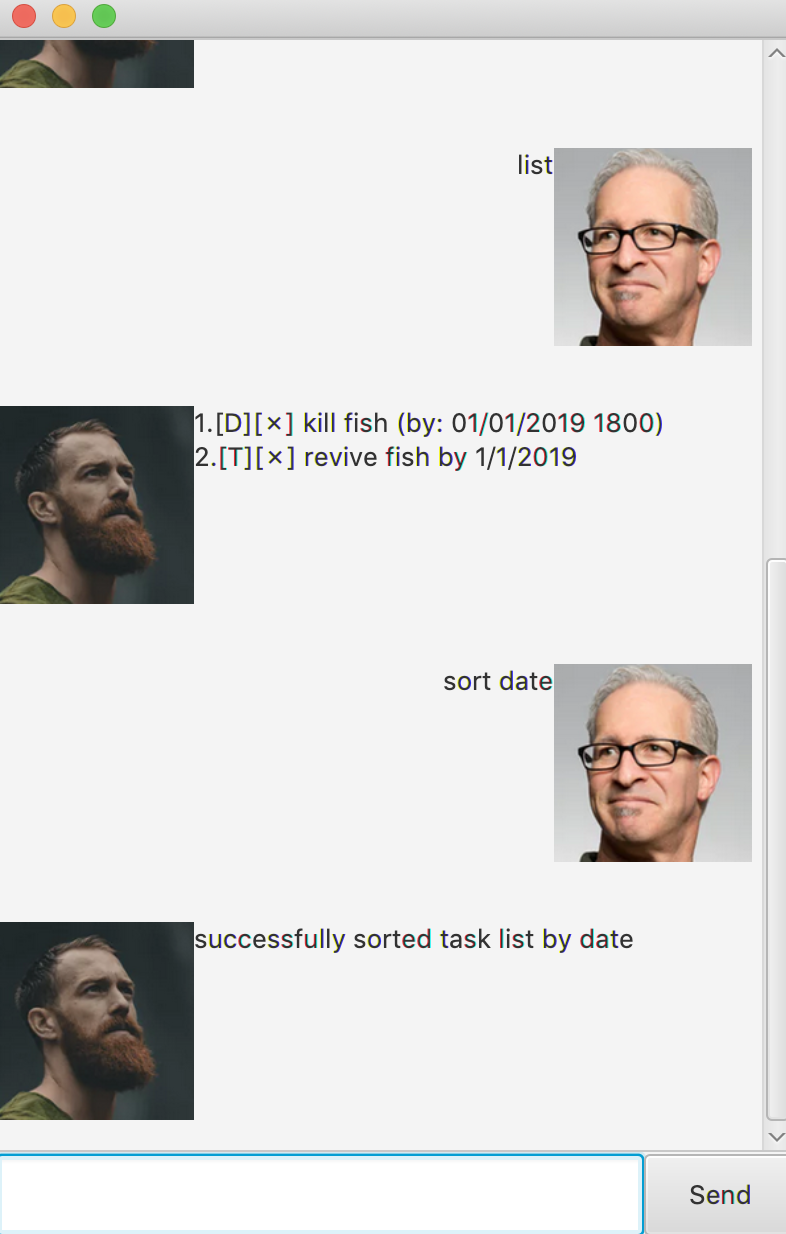 list
1.[D][×] kill fish (by: 01/01/2019 1800)
2.[T][×] revive fish by 1/1/2019
sort date
successfully sorted task list by date
Send